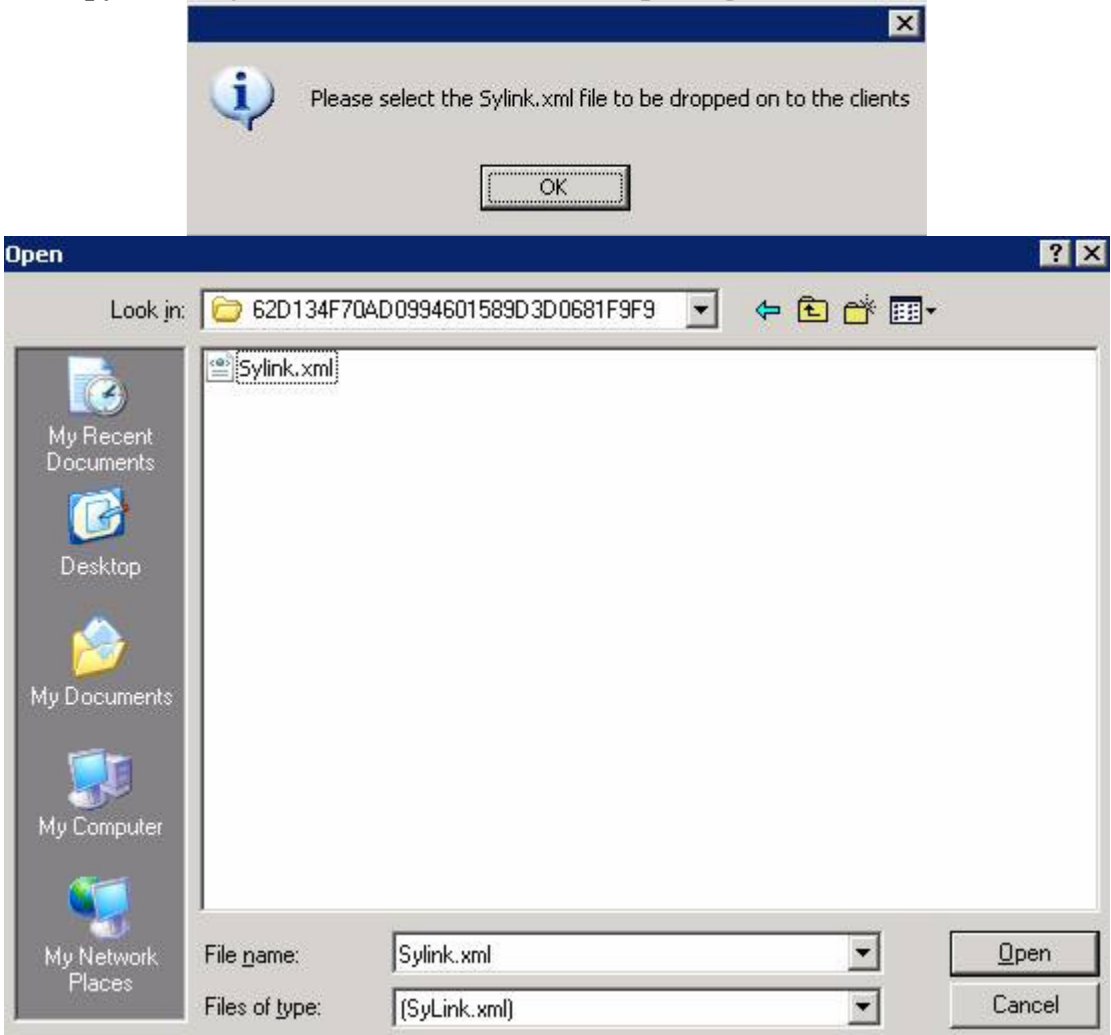 Please select the Sylink.xml file to be dropped on to the clients
OK
Open
Look in:
62D134F70AD0994601589D3D0681F9F9
Sylink.xml
My Recent
Documents
Desktop
My Documents
My Computer
My Network
Places
File name:
Sylink.xml
Open
Files of type:
(SyLink.xml)
Cancel